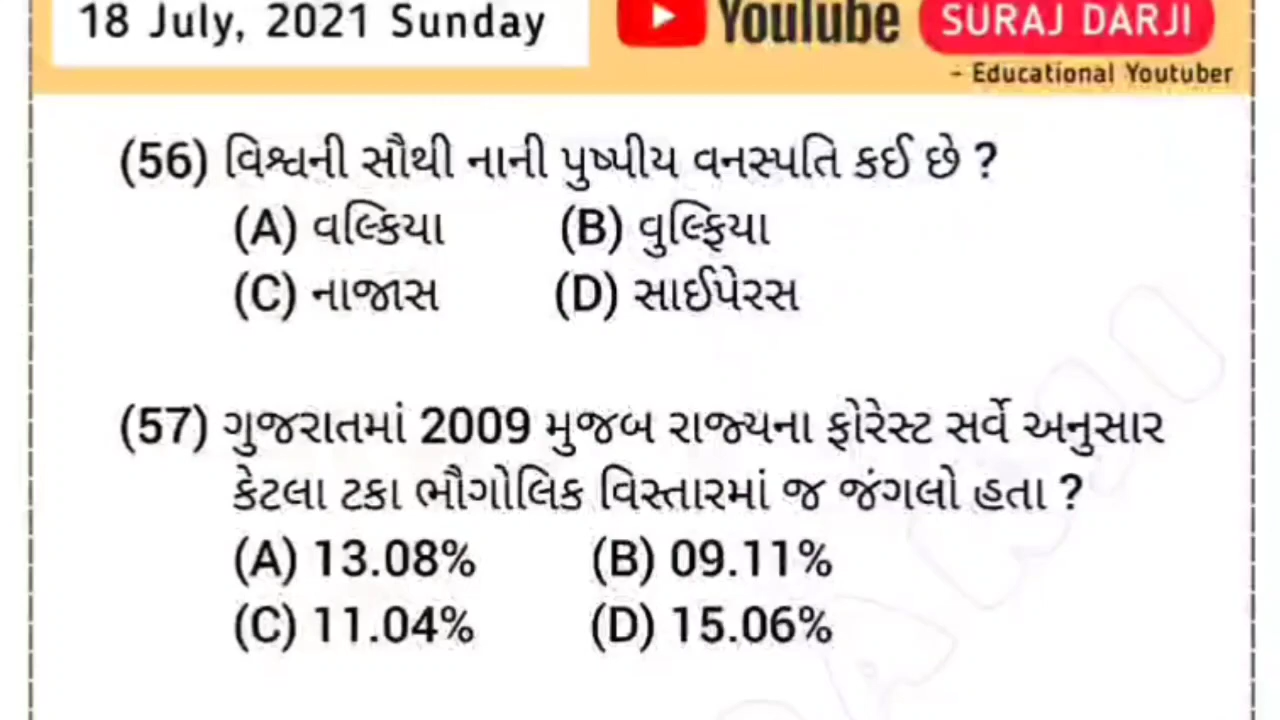 18 July, 2021 Sunday
YouTube
SURAJ DARJI
- Educational Youtuber
(56) વિશ્વની સૌથી નાની પુષ્પીય વનસ્પતિ કઈ છે ?
(A) વલ્કિયા (B) વુલ્ફિયા
(C) નાજાસ (D) સાઈપેરસ
(57) ગુજરાતમાં 2009 મુજબ રાજ્યના ફોરેસ્ટ સર્વે અનુસાર
કેટલા ટકા ભૌગોલિક વિસ્તારમાં જ જંગલો હતા ?
(A) 13.08% (B) 09.11%
(C) 11.04% (D) 15.06%